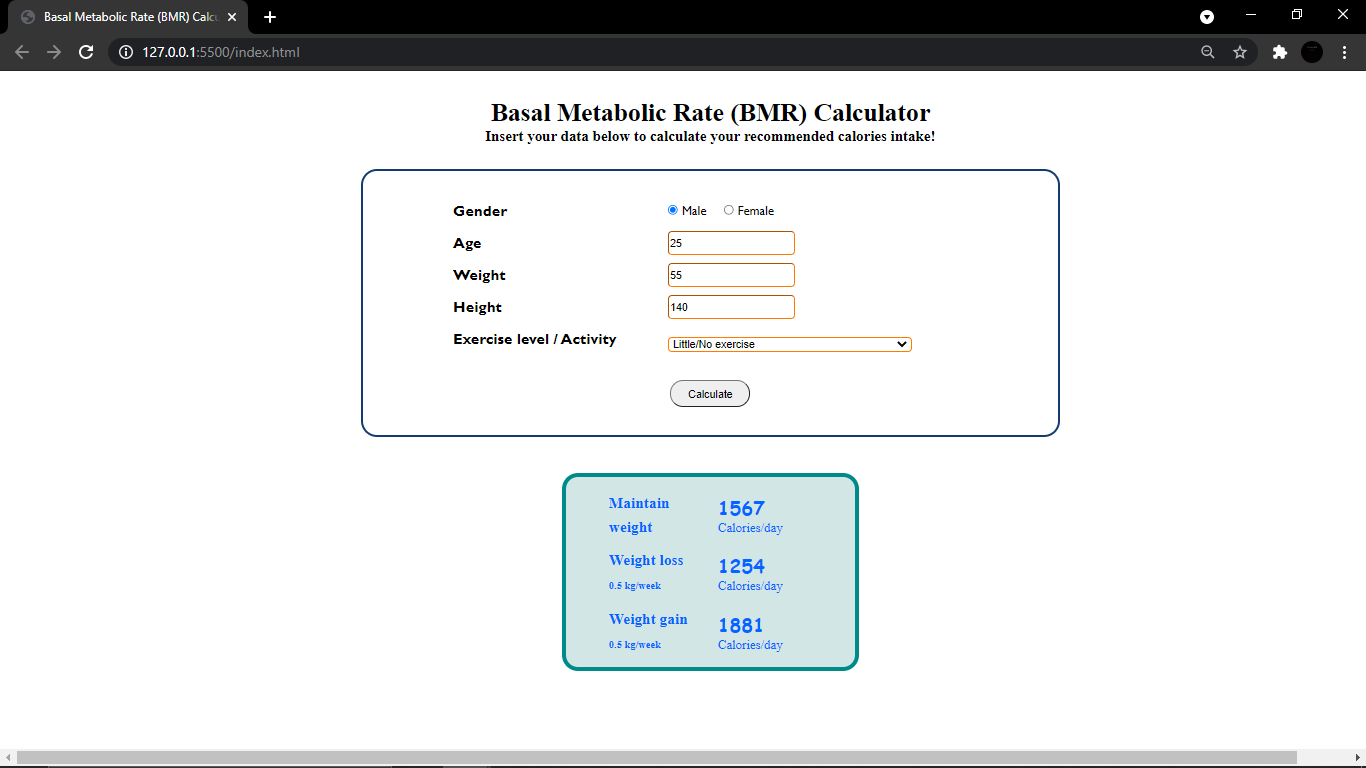 Basal Metabolic Rate (BMR) Calc
127.0.0.1:5500/index.html
Basal Metabolic Rate (BMR) Calculator
Insert your data below to calculate your recommended calories intake!
Gender Male Female
Age 25
Weight 55
Height 140
Exercise level / Activity Little/No exercise
Calculate
Maintain weight 1567
Calories/day
Weight loss 1254
0.5 kg/week Calories/day
Weight gain 1881
0.5 kg/week Calories/day